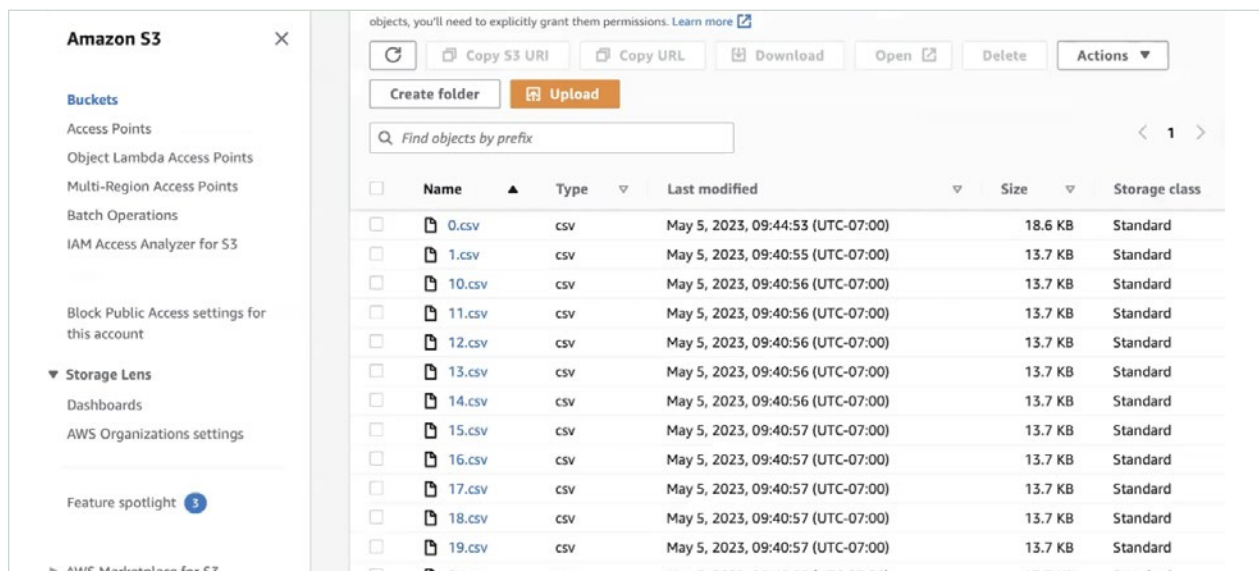 Amazon S3
Buckets
Access Points
Object Lambda Access Points
Multi-Region Access Points
Batch Operations
IAM Access Analyzer for S3
Block Public Access settings for
this account
Storage Lens
Dashboards
AWS Organizations settings
Feature spotlight 3
AWS Marketplace for S3
objects, you'll need to explicitly grant them permissions. Learn more
Copy S3 URI Copy URL Download Open Delete Actions
Create folder Upload
Find objects by prefix
1
Name Type Last modified Size Storage class
0.csv csv May 5, 2023, 09:44:53 (UTC-07:00) 18.6 KB Standard
1.csv csv May 5, 2023, 09:40:55 (UTC-07:00) 13.7 KB Standard
10.csv csv May 5, 2023, 09:40:56 (UTC-07:00) 13.7 KB Standard
11.csv csv May 5, 2023, 09:40:56 (UTC-07:00) 13.7 KB Standard
12.csv csv May 5, 2023, 09:40:56 (UTC-07:00) 13.7 KB Standard
13.csv csv May 5, 2023, 09:40:56 (UTC-07:00) 13.7 KB Standard
14.csv csv May 5, 2023, 09:40:56 (UTC-07:00) 13.7 KB Standard
15.csv csv May 5, 2023, 09:40:57 (UTC-07:00) 13.7 KB Standard
16.csv csv May 5, 2023, 09:40:57 (UTC-07:00) 13.7 KB Standard
17.csv csv May 5, 2023, 09:40:57 (UTC-07:00) 13.7 KB Standard
18.csv csv May 5, 2023, 09:40:57 (UTC-07:00) 13.7 KB Standard
19.csv csv May 5, 2023, 09:40:57 (UTC-07:00) 13.7 KB Standard